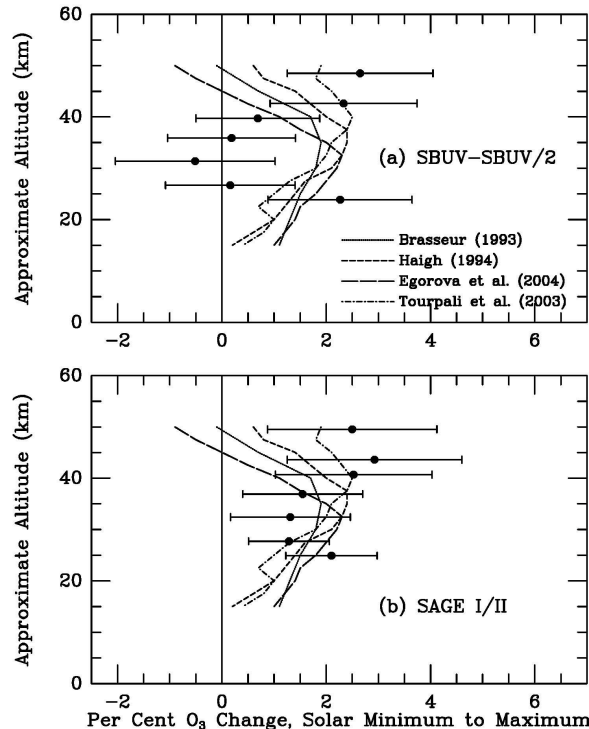 60
40
20
0
Approximate Altitude (km)
(a) SBUV−SBUV/2
Brasseur (1993)
Haigh (1994)
Egorova et al. (2004)
Tourpali et al. (2003)
−2 0 2 4 6
60
40
20
0
Approximate Altitude (km)
(b) SAGE I/II
−2 0 2 4 6
Per Cent O₃ Change, Solar Minimum to Maximum